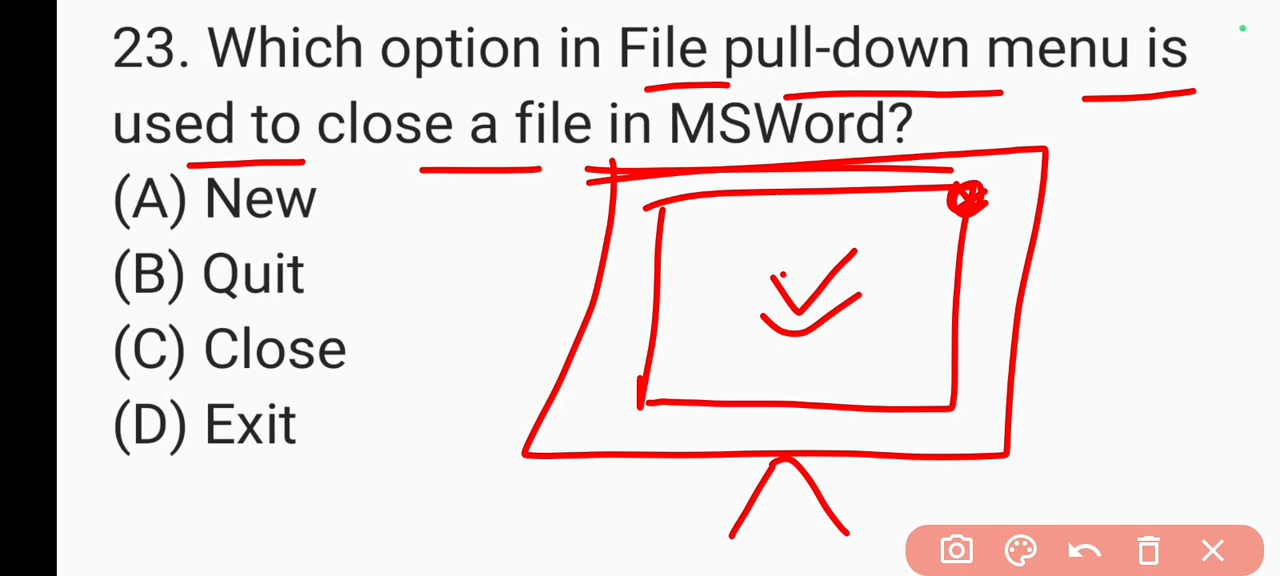 23. Which option in File pull-down menu is
used to close a file in MSWord?
(A) New
(B) Quit
(C) Close
(D) Exit